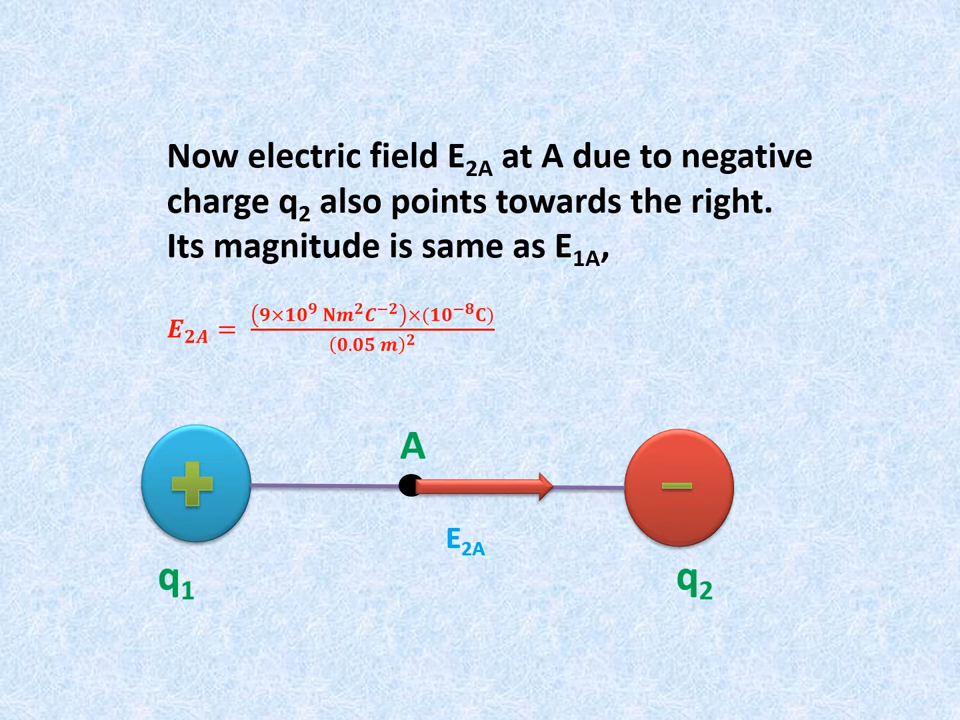 Now electric field E₂A at A due to negative
charge q₂ also points towards the right.
Its magnitude is same as E₁A,
E₂A = (9×10⁹ Nm²C⁻²)×(10⁻⁸C) / (0.05 m)²
A
+
−
E₂A
q₁
q₂